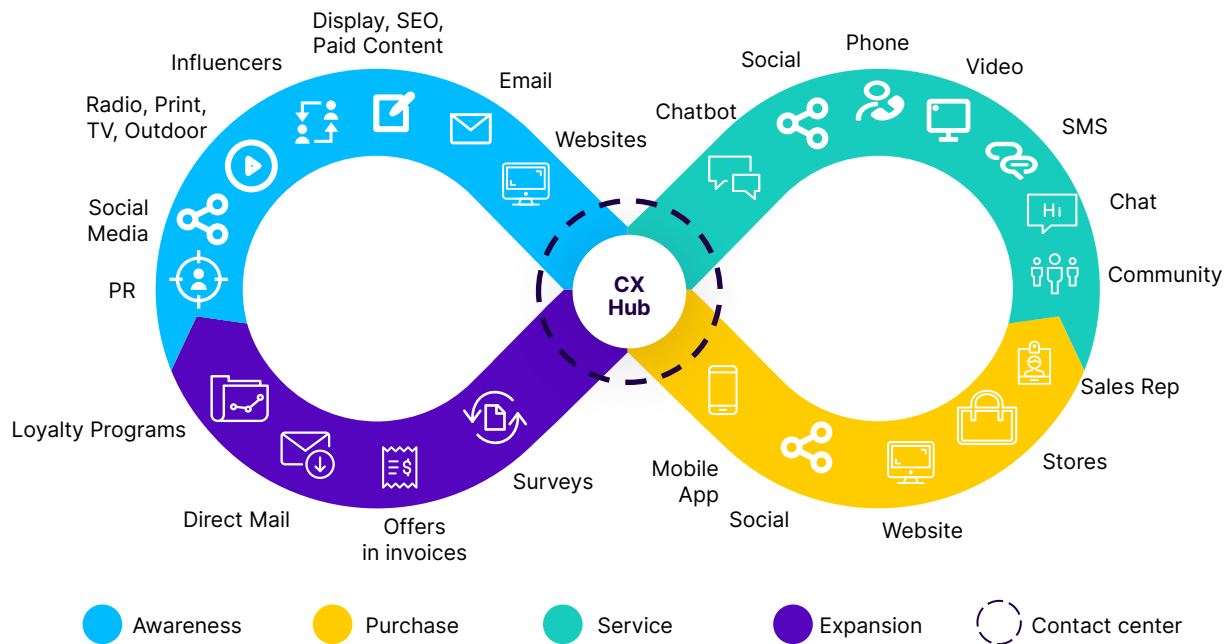 Display, SEO,
Paid Content
Influencers
Email
Radio, Print,
TV, Outdoor
Websites
Social
Media
PR
Phone
Social
Video
Chatbot
SMS
Chat
Hi
Community
CX
Hub
Loyalty Programs
$
Direct Mail
Offers
in invoices
Surveys
Mobile
App
Social
Website
Stores
Sales Rep
Awareness
Purchase
Service
Expansion
Contact center